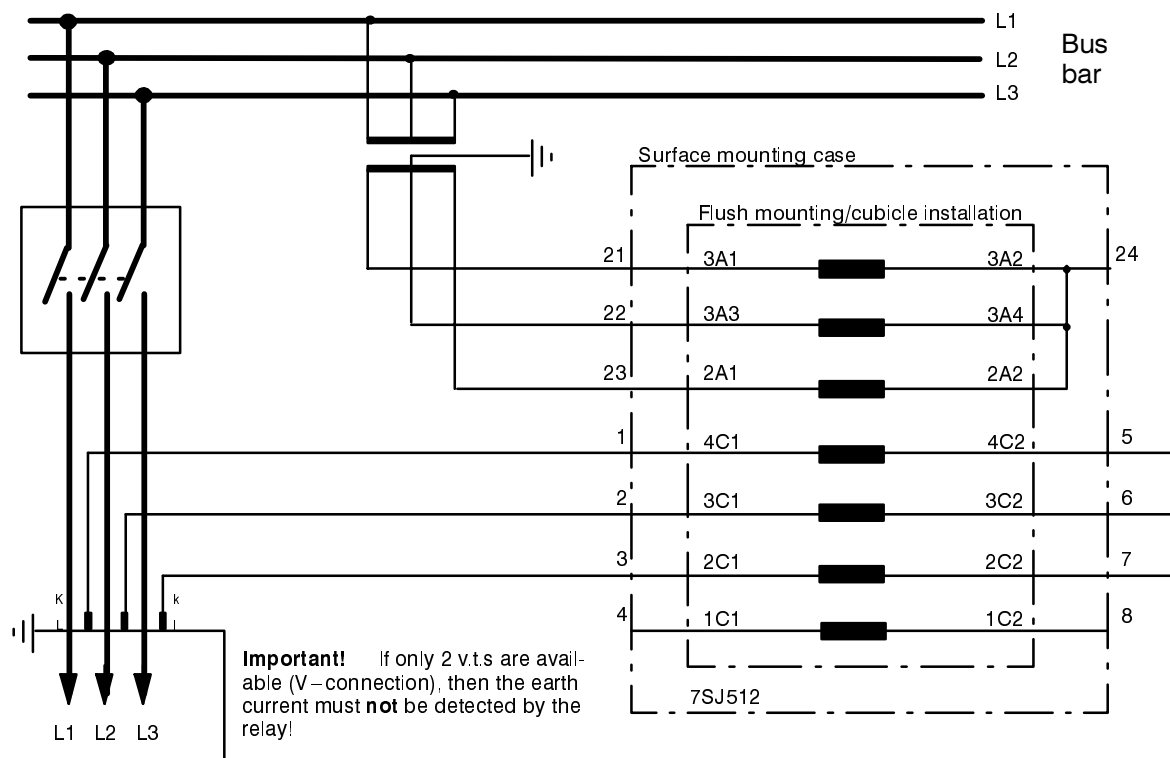 L1
L2
L3
Bus
bar
Surface mounting case
Flush mounting/cubicle installation
21 3A1 3A2 24
22 3A3 3A4
23 2A1 2A2
1 4C1 4C2 5
2 3C1 3C2 6
3 2C1 2C2 7
4 1C1 1C2 8
7SJ512
K k
L l
L1 L2 L3
Important! If only 2 v.t.s are avail-
able (V–connection), then the earth
current must not be detected by the
relay!